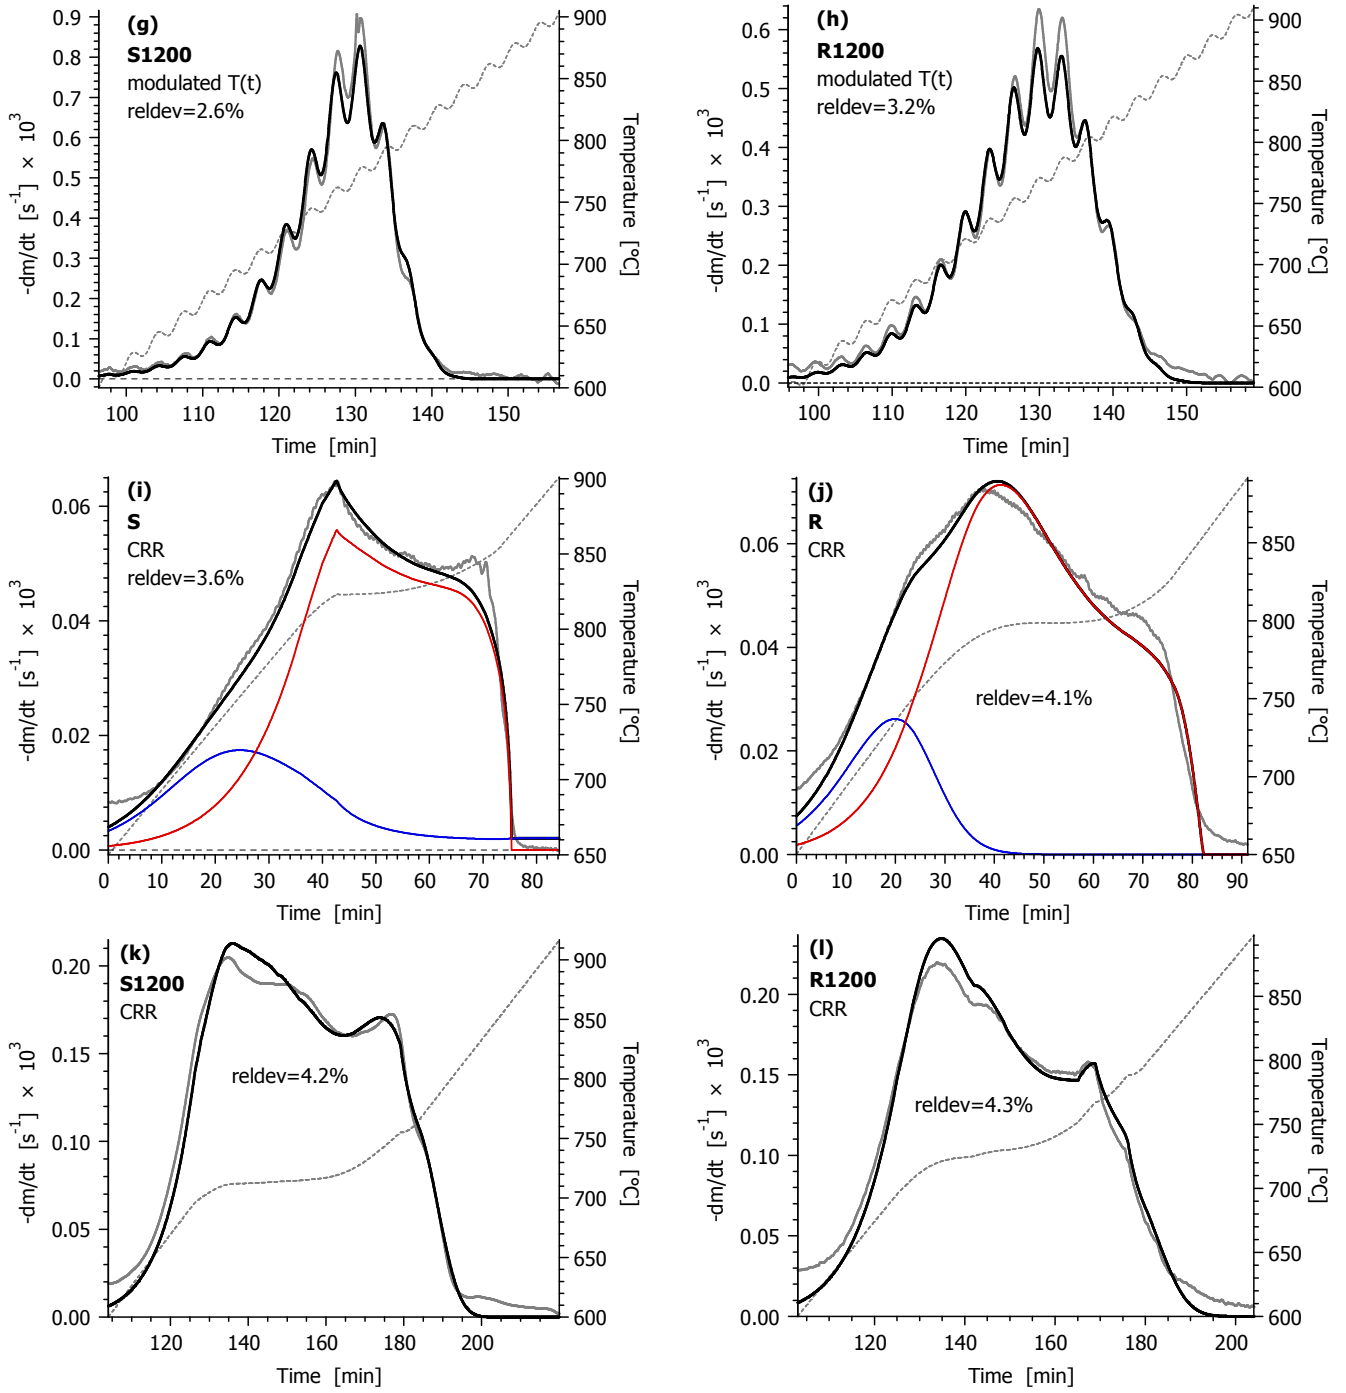 (g)
S1200
modulated T(t)
reldev=2.6%
-dm/dt [s⁻¹] × 10³
0.9
0.8
0.7
0.6
0.5
0.4
0.3
0.2
0.1
0.0
100 110 120 130 140 150
Time [min]
900
850
800
750
700
650
600
Temperature [°C]
(h)
R1200
modulated T(t)
reldev=3.2%
-dm/dt [s⁻¹] × 10³
0.6
0.5
0.4
0.3
0.2
0.1
0.0
100 110 120 130 140 150
Time [min]
900
850
800
750
700
650
600
Temperature [°C]
(i)
S
CRR
reldev=3.6%
-dm/dt [s⁻¹] × 10³
0.06
0.04
0.02
0.00
0 10 20 30 40 50 60 70 80
Time [min]
900
850
800
750
700
650
Temperature [°C]
(j)
R
CRR
reldev=4.1%
-dm/dt [s⁻¹] × 10³
0.06
0.04
0.02
0.00
0 10 20 30 40 50 60 70 80 90
Time [min]
850
800
750
700
650
Temperature [°C]
(k)
S1200
CRR
reldev=4.2%
-dm/dt [s⁻¹] × 10³
0.20
0.15
0.10
0.05
0.00
120 140 160 180 200
Time [min]
900
850
800
750
700
650
600
Temperature [°C]
(l)
R1200
CRR
reldev=4.3%
-dm/dt [s⁻¹] × 10³
0.20
0.15
0.10
0.05
0.00
120 140 160 180 200
Time [min]
850
800
750
700
650
600
Temperature [°C]